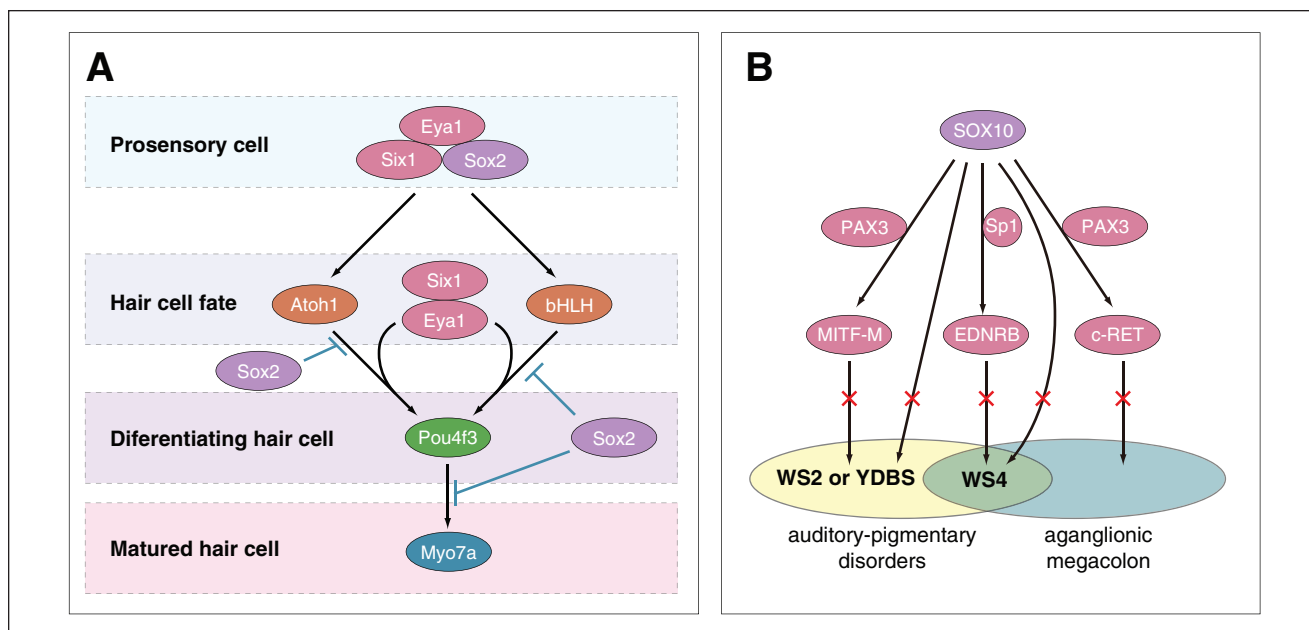 A
Prosensory cell
Eya1
Six1
Sox2
Hair cell fate
Atoh1
Six1
Eya1
bHLH
Sox2
Diferentiating hair cell
Pou4f3
Sox2
Matured hair cell
Myo7a
B
SOX10
PAX3
Sp1
PAX3
MITF-M
EDNRB
c-RET
WS2 or YDBS
WS4
auditory-pigmentary
disorders
aganglionic
megacolon